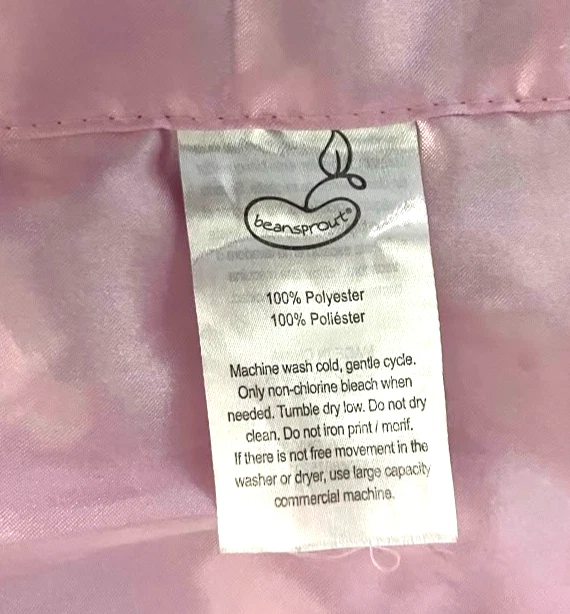 beansprout®
100% Polyester
100% Poliéster
Machine wash cold, gentle cycle.
Only non-chlorine bleach when
needed. Tumble dry low. Do not dry
clean. Do not iron print / motif.
If there is not free movement in the
washer or dryer, use large capacity
commercial machine.